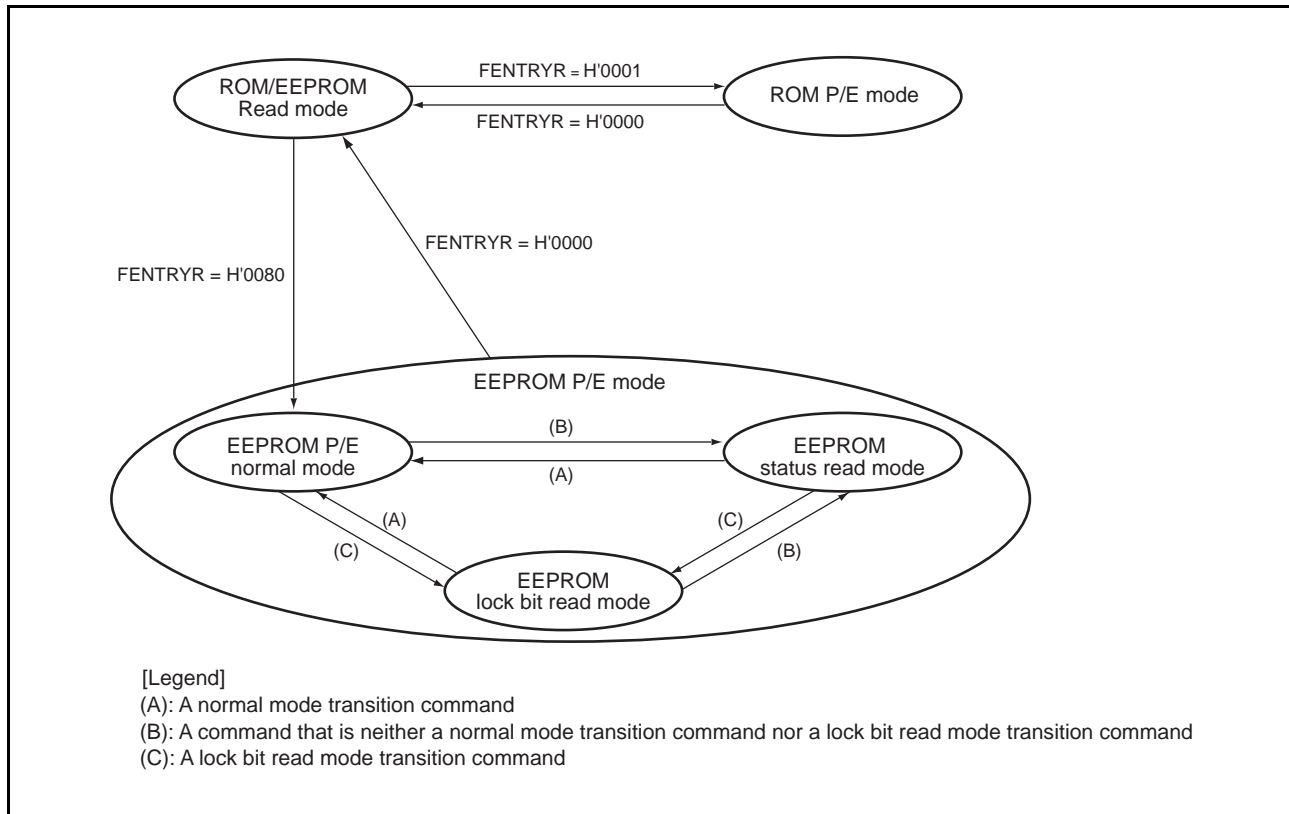 ROM/EEPROM
Read mode
FENTRYR = H'0001
FENTRYR = H'0000
ROM P/E mode
FENTRYR = H'0080
FENTRYR = H'0000
EEPROM P/E mode
EEPROM P/E
normal mode
(B)
(A)
EEPROM
status read mode
(A)
(C)
(C)
(B)
EEPROM
lock bit read mode
[Legend]
(A): A normal mode transition command
(B): A command that is neither a normal mode transition command nor a lock bit read mode transition command
(C): A lock bit read mode transition command